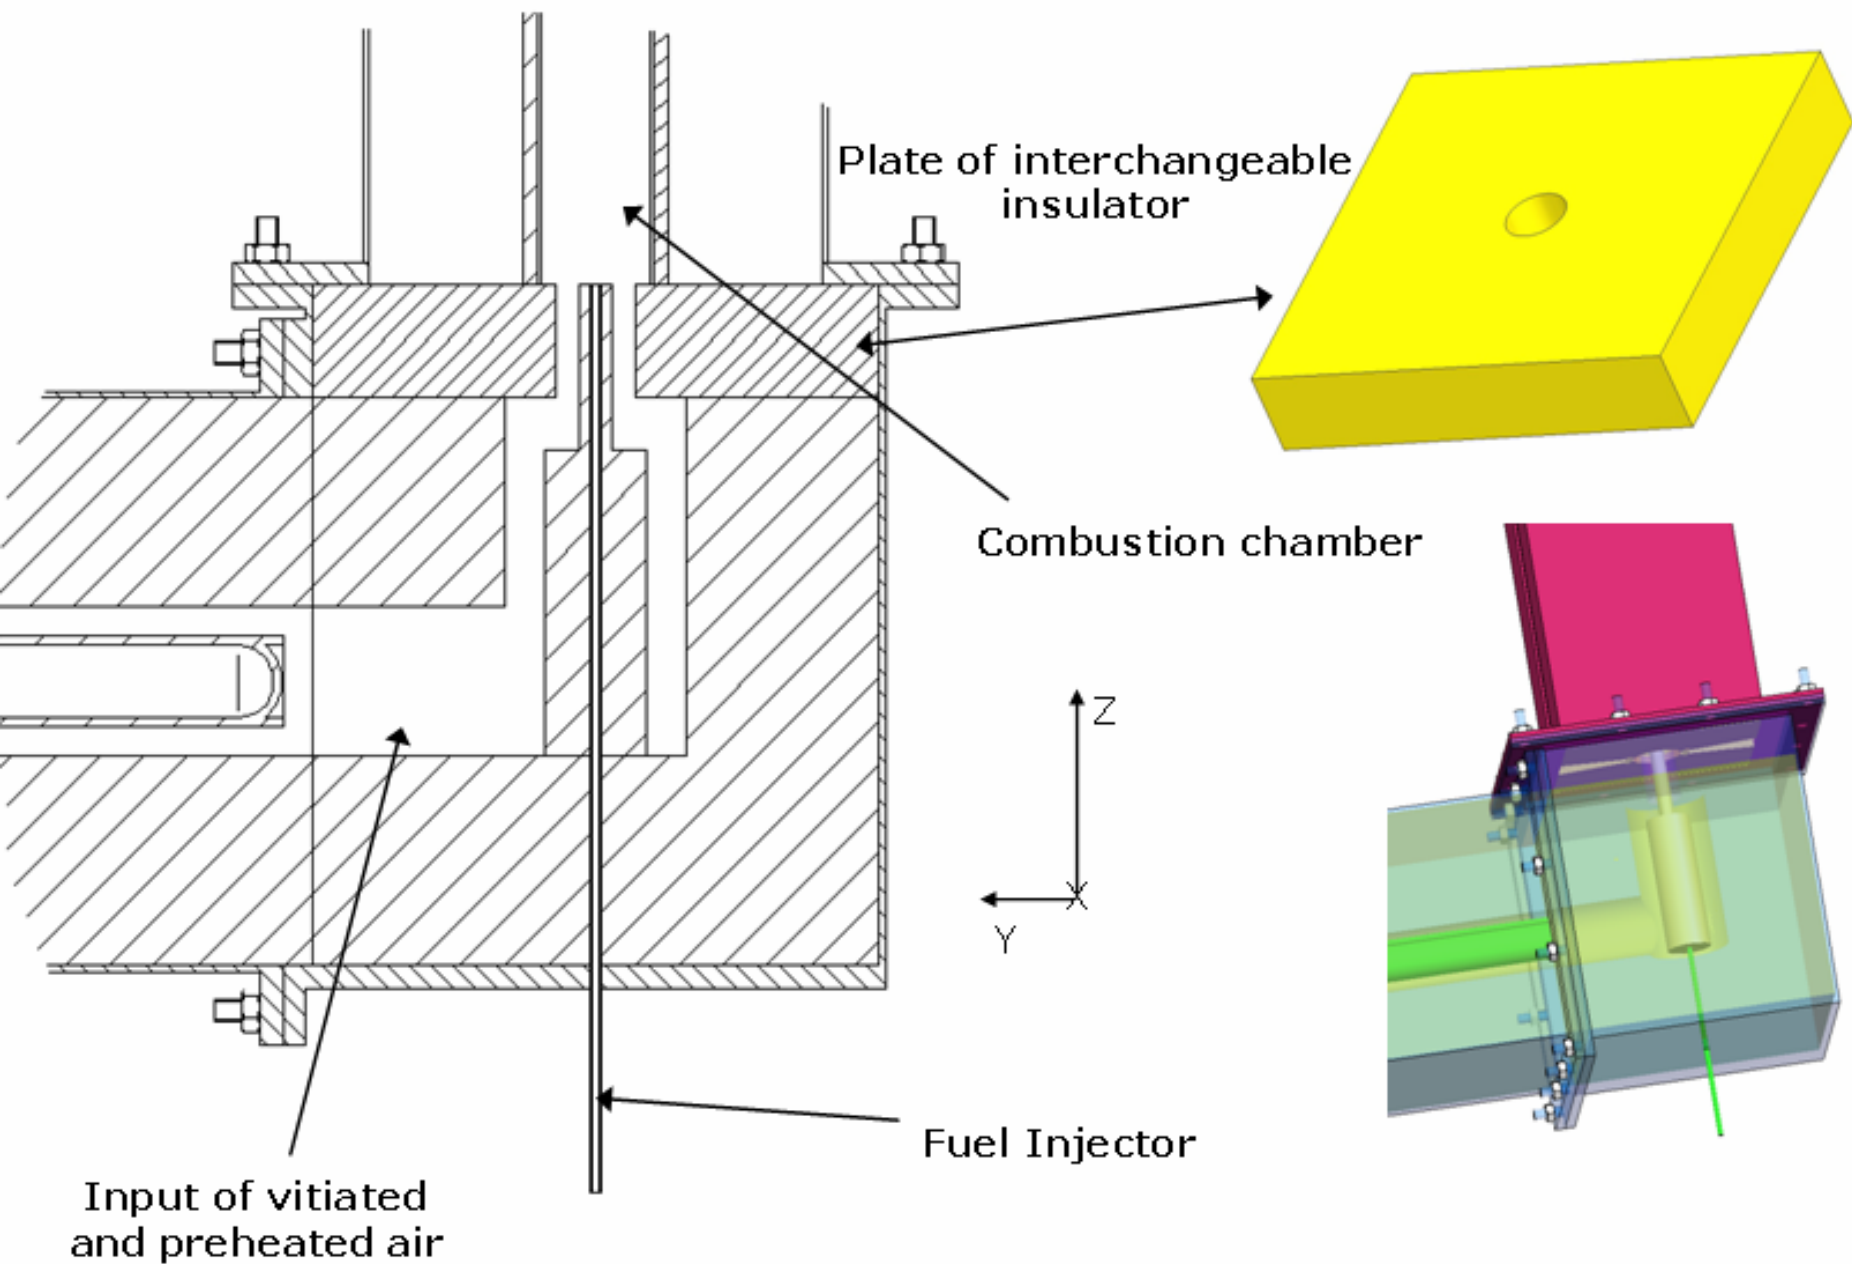 Plate of interchangeable
insulator
Combustion chamber
Z
X
Y
Fuel Injector
Input of vitiated
and preheated air